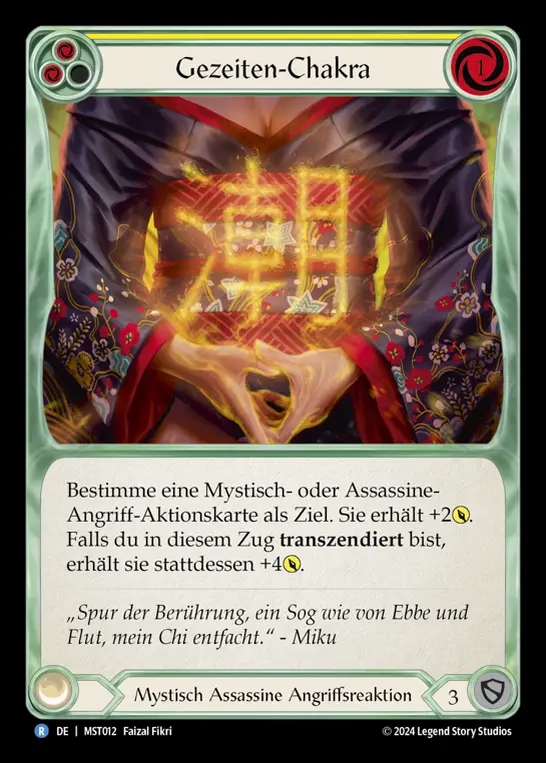 Gezeiten-Chakra
1
潮
Bestimme eine Mystisch- oder Assassine-
Angriff-Aktionskarte als Ziel. Sie erhält +2.
Falls du in diesem Zug transzendiert bist,
erhält sie stattdessen +4.
„Spur der Berührung, ein Sog wie von Ebbe und
Flut, mein Chi entfacht.“ - Miku
Mystisch Assassine Angriffsreaktion
3
R DE | MST012 Faizal Fikri
© 2024 Legend Story Studios